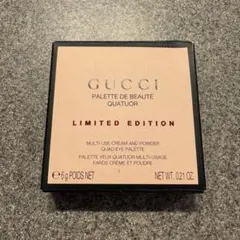 GUCCI
PALETTE DE BEAUTÉ
QUATUOR
LIMITED EDITION
MULTI USE CREAM AND POWDER
QUAD EYE PALETTE
PALETTE YEUX QUATUOR MULTI-USAGE
FARDS CRÈME ET POUDRE
℮ 6g POIDS NET NET WT. 0.21 OZ.